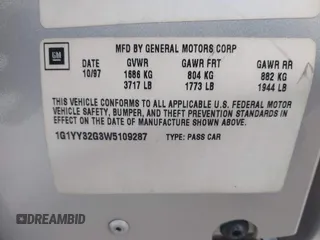 GM
MFD BY GENERAL MOTORS CORP
DATE GVWR GAWR FRT GAWR RR
10/97 1686 KG 804 KG 882 KG
3717 LB 1773 LB 1944 LB
THIS VEHICLE CONFORMS TO ALL APPLICABLE U.S. FEDERAL MOTOR
VEHICLE SAFETY, BUMPER, AND THEFT PREVENTION STANDARDS IN
EFFECT ON THE DATE OF MANUFACTURE SHOWN ABOVE.
1G1YY32G3W5109287 TYPE: PASS CAR
DREAMBID